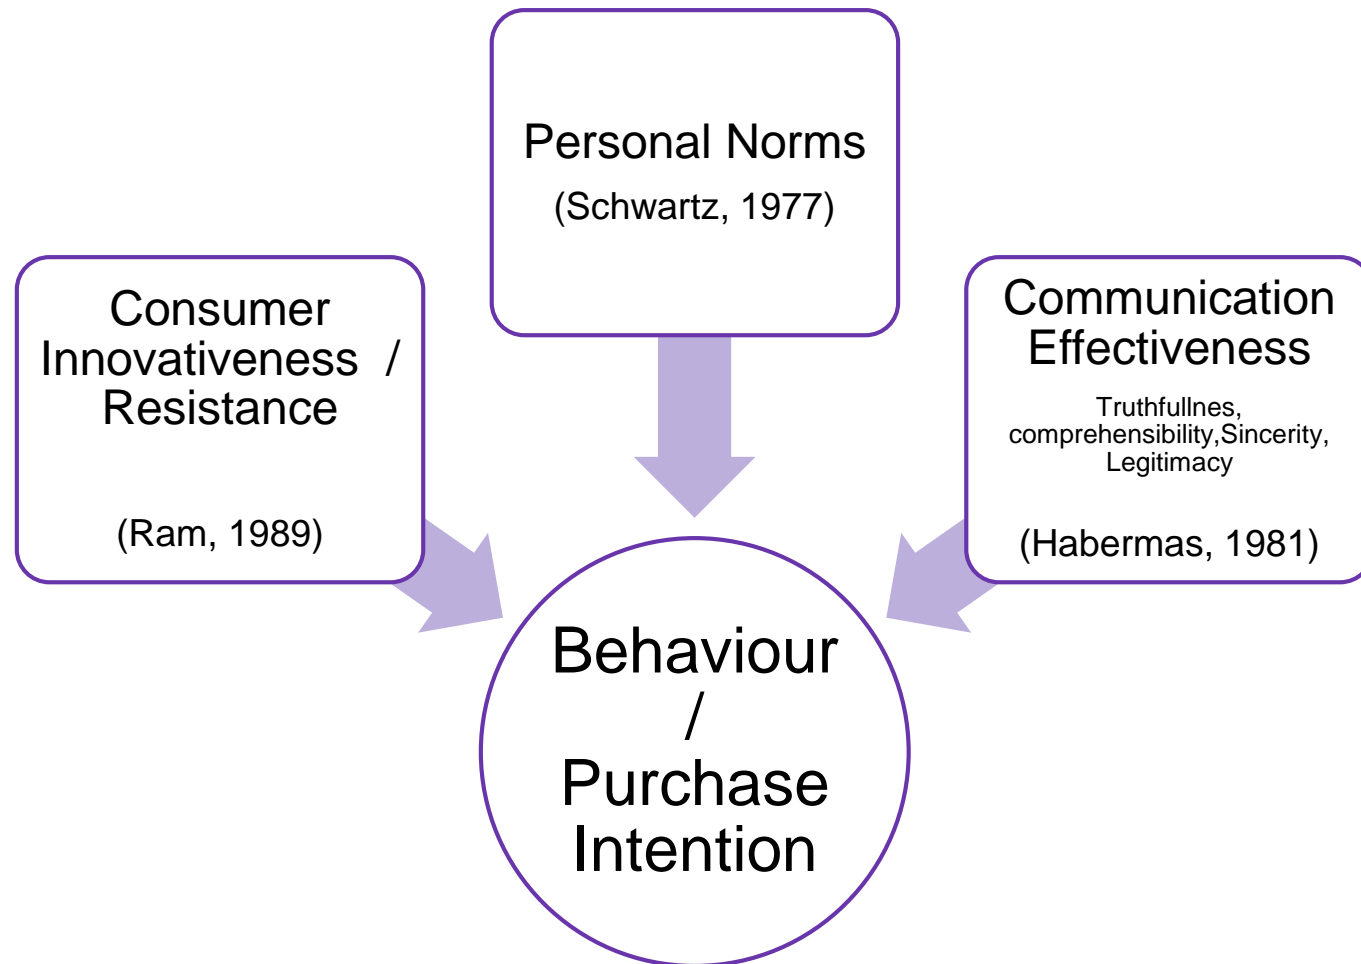 Personal Norms
(Schwartz, 1977)
Consumer
Innovativeness /
Resistance
(Ram, 1989)
Communication
Effectiveness
Truthfullnes,
comprehensibility,Sincerity,
Legitimacy
(Habermas, 1981)
Behaviour
/
Purchase
Intention